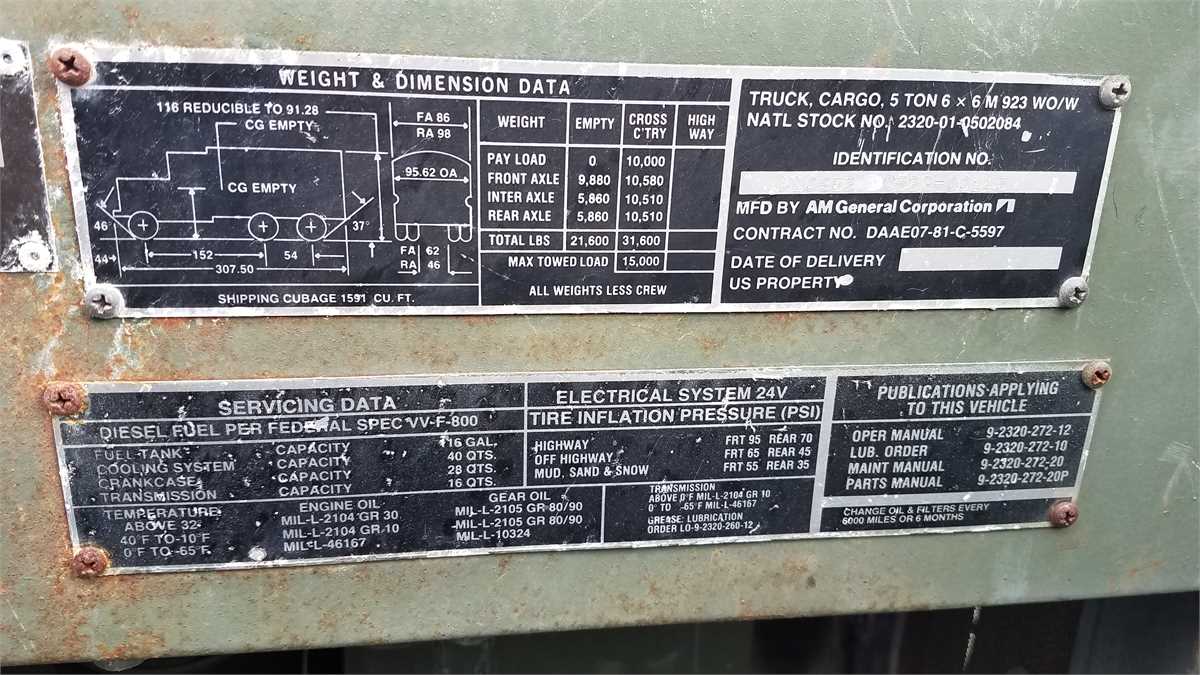 WEIGHT & DIMENSION DATA
116 REDUCIBLE TO 91.28
CG EMPTY
CG EMPTY
46°
37°
44
152
54
307.50
SHIPPING CUBAGE 1591 CU. FT.
FA 86
RA 98
95.62 OA
FA 62
RA 46
WEIGHT EMPTY CROSS C'TRY HIGH WAY
PAY LOAD 0 10,000
FRONT AXLE 9,880 10,580
INTER AXLE 5,860 10,510
REAR AXLE 5,860 10,510
TOTAL LBS 21,600 31,600
MAX TOWED LOAD 15,000
ALL WEIGHTS LESS CREW
TRUCK, CARGO, 5 TON 6 × 6 M 923 WO/W
NATL STOCK NO. 2320-01-0502084
IDENTIFICATION NO.
MFD BY AM General Corporation
CONTRACT NO. DAAE07-81-C-5597
DATE OF DELIVERY
US PROPERTY
SERVICING DATA
DIESEL FUEL PER FEDERAL SPEC VV-F-800
FUEL TANK CAPACITY 116 GAL.
COOLING SYSTEM CAPACITY 40 QTS.
CRANKCASE CAPACITY 28 QTS.
TRANSMISSION CAPACITY 16 QTS.
TEMPERATURE ENGINE OIL GEAR OIL
ABOVE 32 MIL-L-2104 GR 30 MIL-L-2105 GR 80/90
40°F TO-10°F MIL-L-2104 GR-10 MIL-L-2105 GR 80/90
0°F TO -65°F MIL-L-46167 MIL-L-10324
ELECTRICAL SYSTEM 24V
TIRE INFLATION PRESSURE (PSI)
HIGHWAY FRT 95 REAR 70
OFF HIGHWAY FRT 65 REAR 45
MUD, SAND & SNOW FRT 55 REAR 35
TRANSMISSION
ABOVE 0°F MIL-L-2104 GR 10
0° TO -65°F MIL-L-46167
GREASE: LUBRICATION
ORDER LO-9-2320-260-12
PUBLICATIONS APPLYING
TO THIS VEHICLE
OPER MANUAL 9-2320-272-12
LUB. ORDER 9-2320-272-10
MAINT MANUAL 9-2320-272-20
PARTS MANUAL 9-2320-272-20P
CHANGE OIL & FILTERS EVERY
6000 MILES OR 6 MONTHS